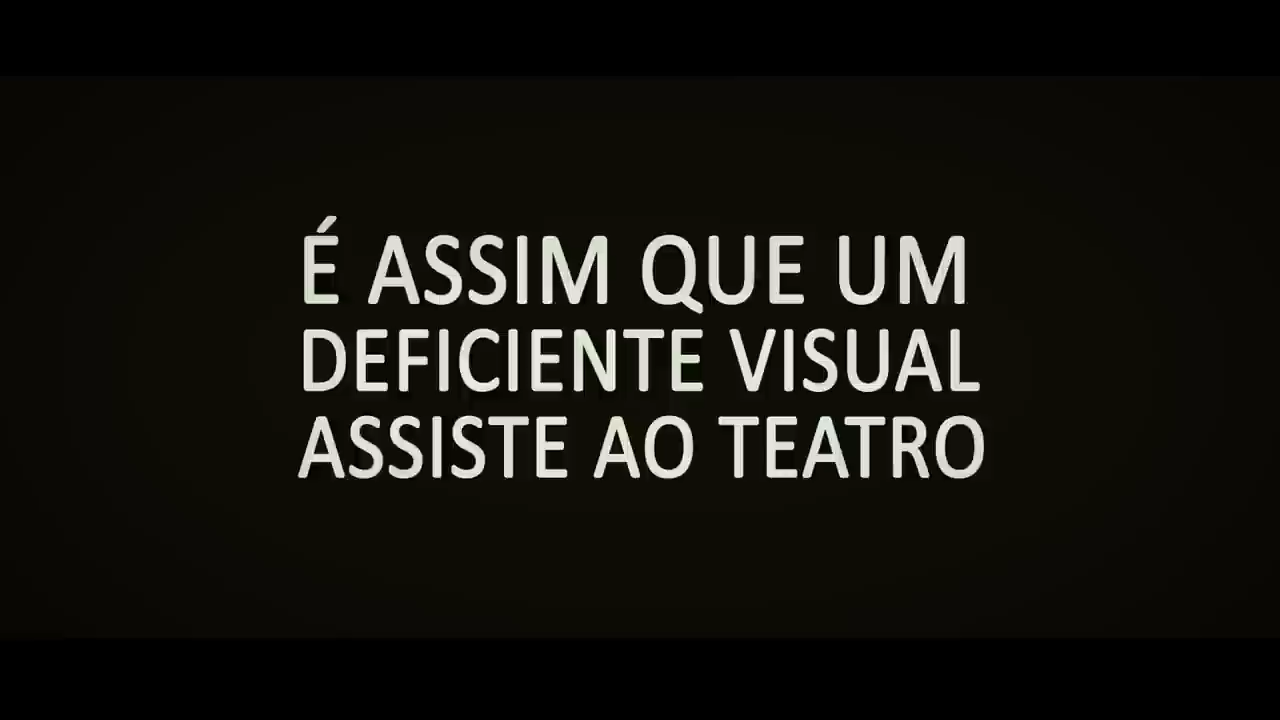 É ASSIM QUE UM
DEFICIENTE VISUAL
ASSISTE AO TEATRO